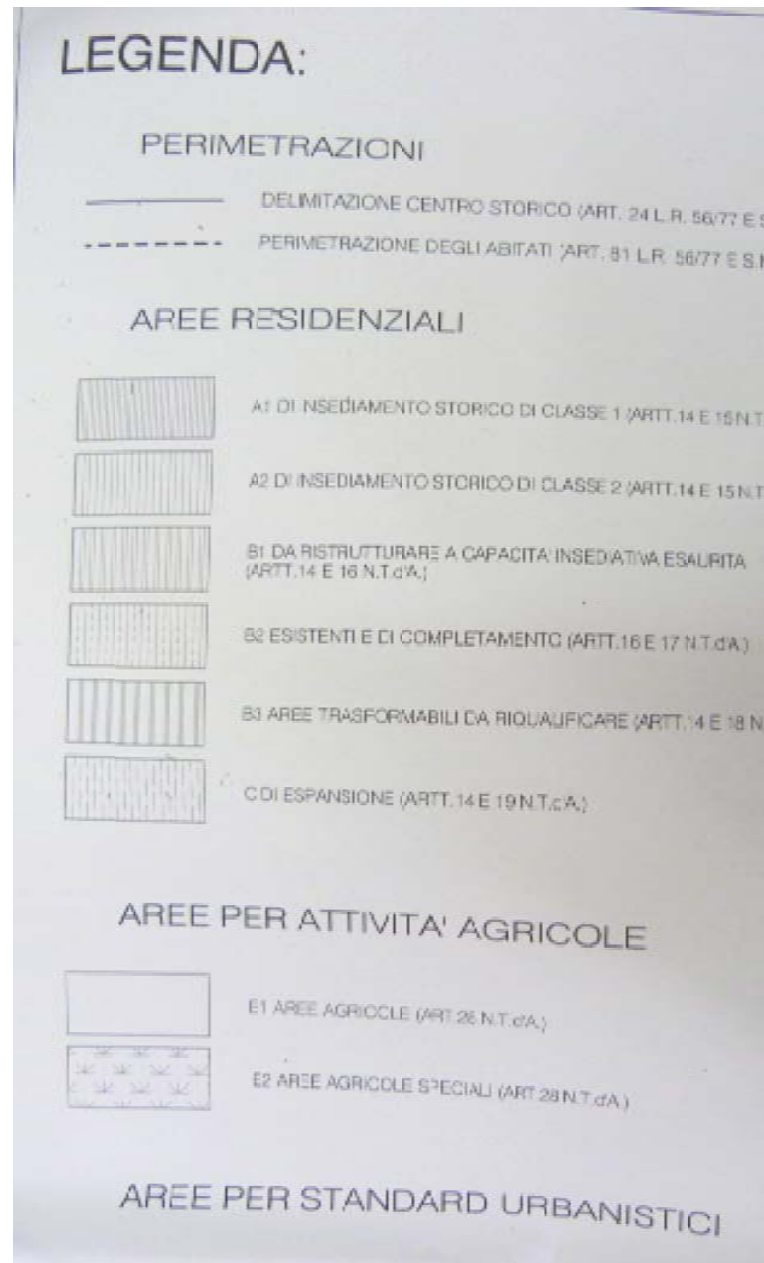 LEGENDA:
PERIMETRAZIONI
DELIMITAZIONE CENTRO STORICO (ART. 24 L.R. 56/77 E S
PERIMETRAZIONE DEGLI ABITATI (ART. 81 L.R. 56/77 E S.M
AREE RESIDENZIALI
A1 DI INSEDIAMENTO STORICO DI CLASSE 1 (ARTT.14 E 15 N.T
A2 DI INSEDIAMENTO STORICO DI CLASSE 2 (ARTT.14 E 15 N.T
B1 DA RISTRUTTURARE A CAPACITA' INSEDIATIVA ESAURITA
(ARTT.14 E 16 N.T.d'A.)
B2 ESISTENTI E DI COMPLETAMENTO (ARTT.16 E 17 N.T.d'A.)
B3 AREE TRASFORMABILI DA RIQUALIFICARE (ARTT.14 E 18 N
C DI ESPANSIONE (ARTT.14 E 19 N.T.d'A.)
AREE PER ATTIVITA' AGRICOLE
E1 AREE AGRICOLE (ART.26 N.T.d'A.)
E2 AREE AGRICOLE SPECIALI (ART.28 N.T.d'A.)
AREE PER STANDARD URBANISTICI